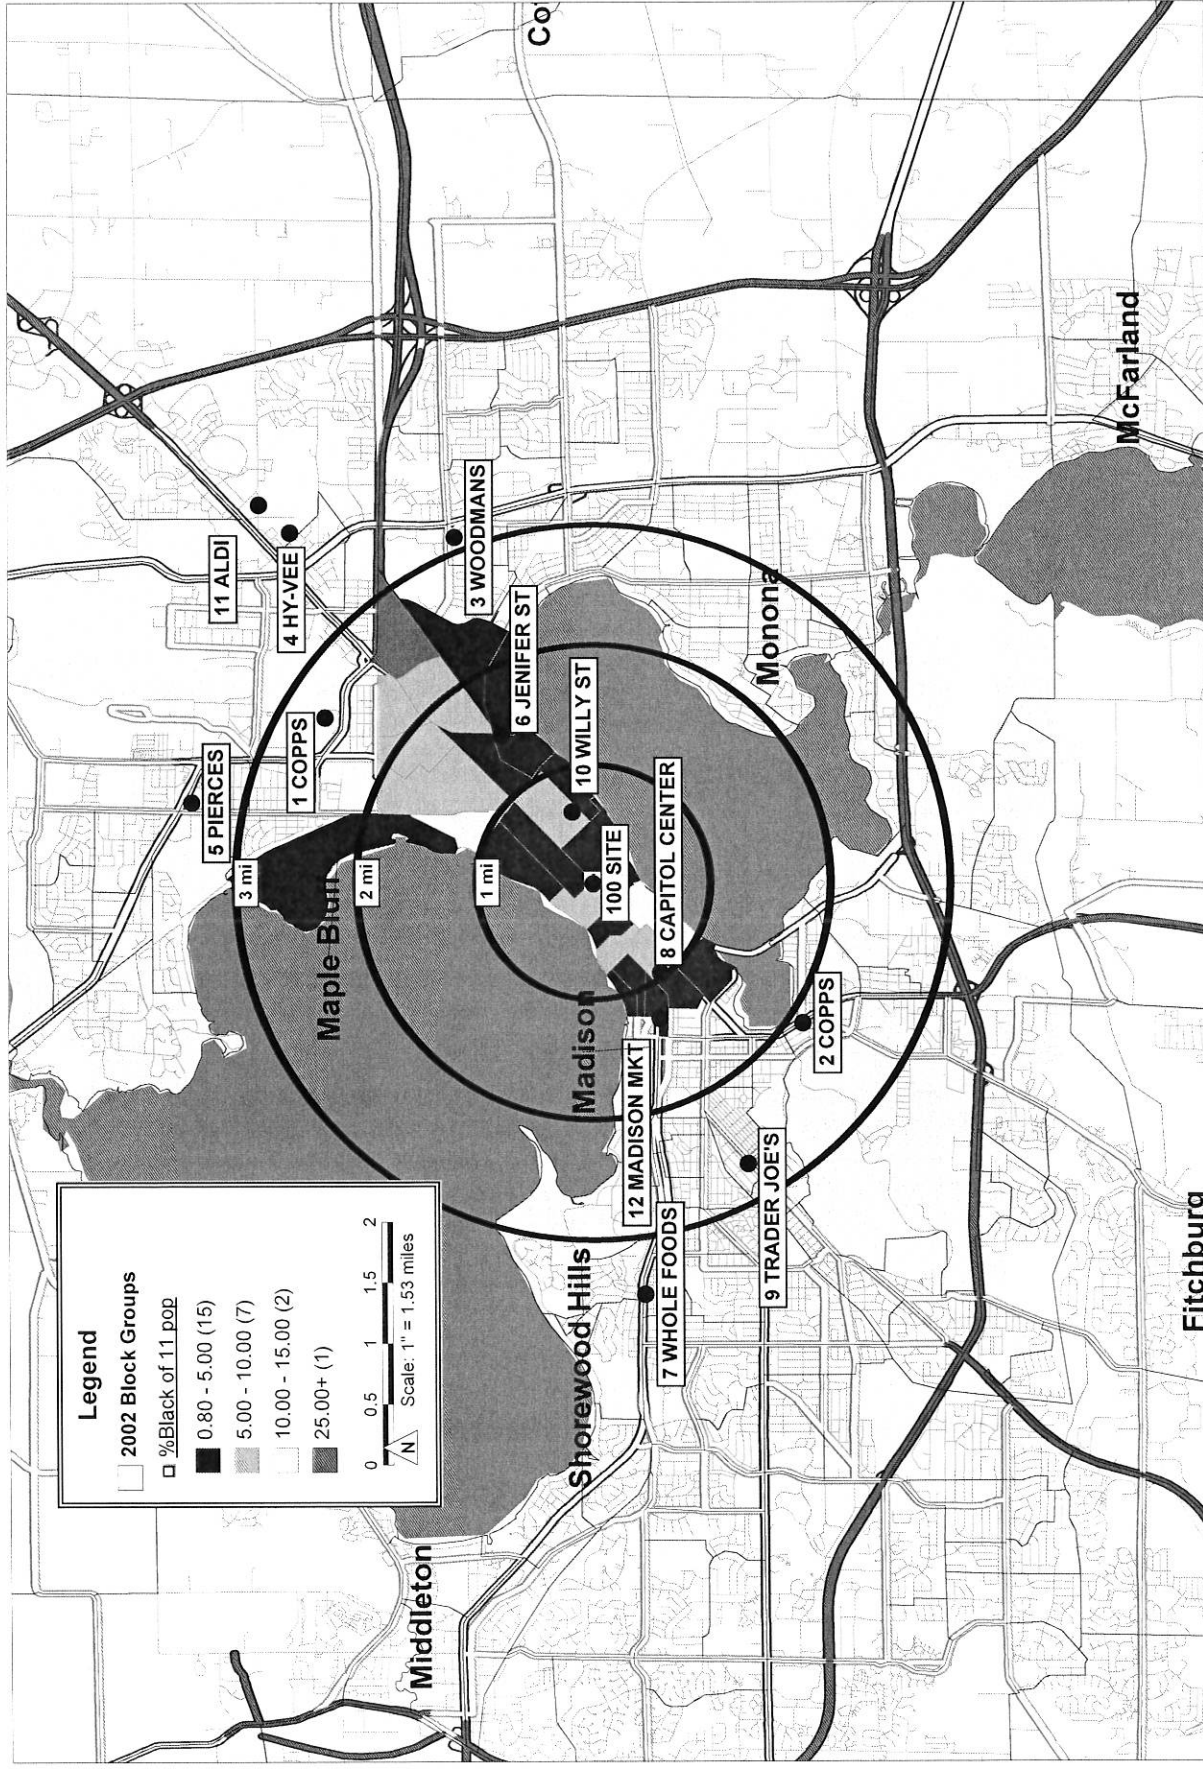 Legend
2002 Block Groups
%Black of 111 pop
0.80 - 5.00 (15)
5.00 - 10.00 (7)
10.00 - 15.00 (2)
25.00+ (1)
0 0.5 1 1.5 2
N
Scale: 1" = 1.53 miles
Co
5 PIERCES
11 ALDI
4 HY-VEE
1 COPPS
3 mi
2 mi
1 mi
Maple Bluff
3 WOODMANS
6 JENIFER ST
10 WILLY ST
100 SITE
8 CAPITOL CENTER
Madison
12 MADISON MKT
7 WHOLE FOODS
Shorewood Hills
Middleton
9 TRADER JOE'S
2 COPPS
Monona
McFarland
Fitchburg